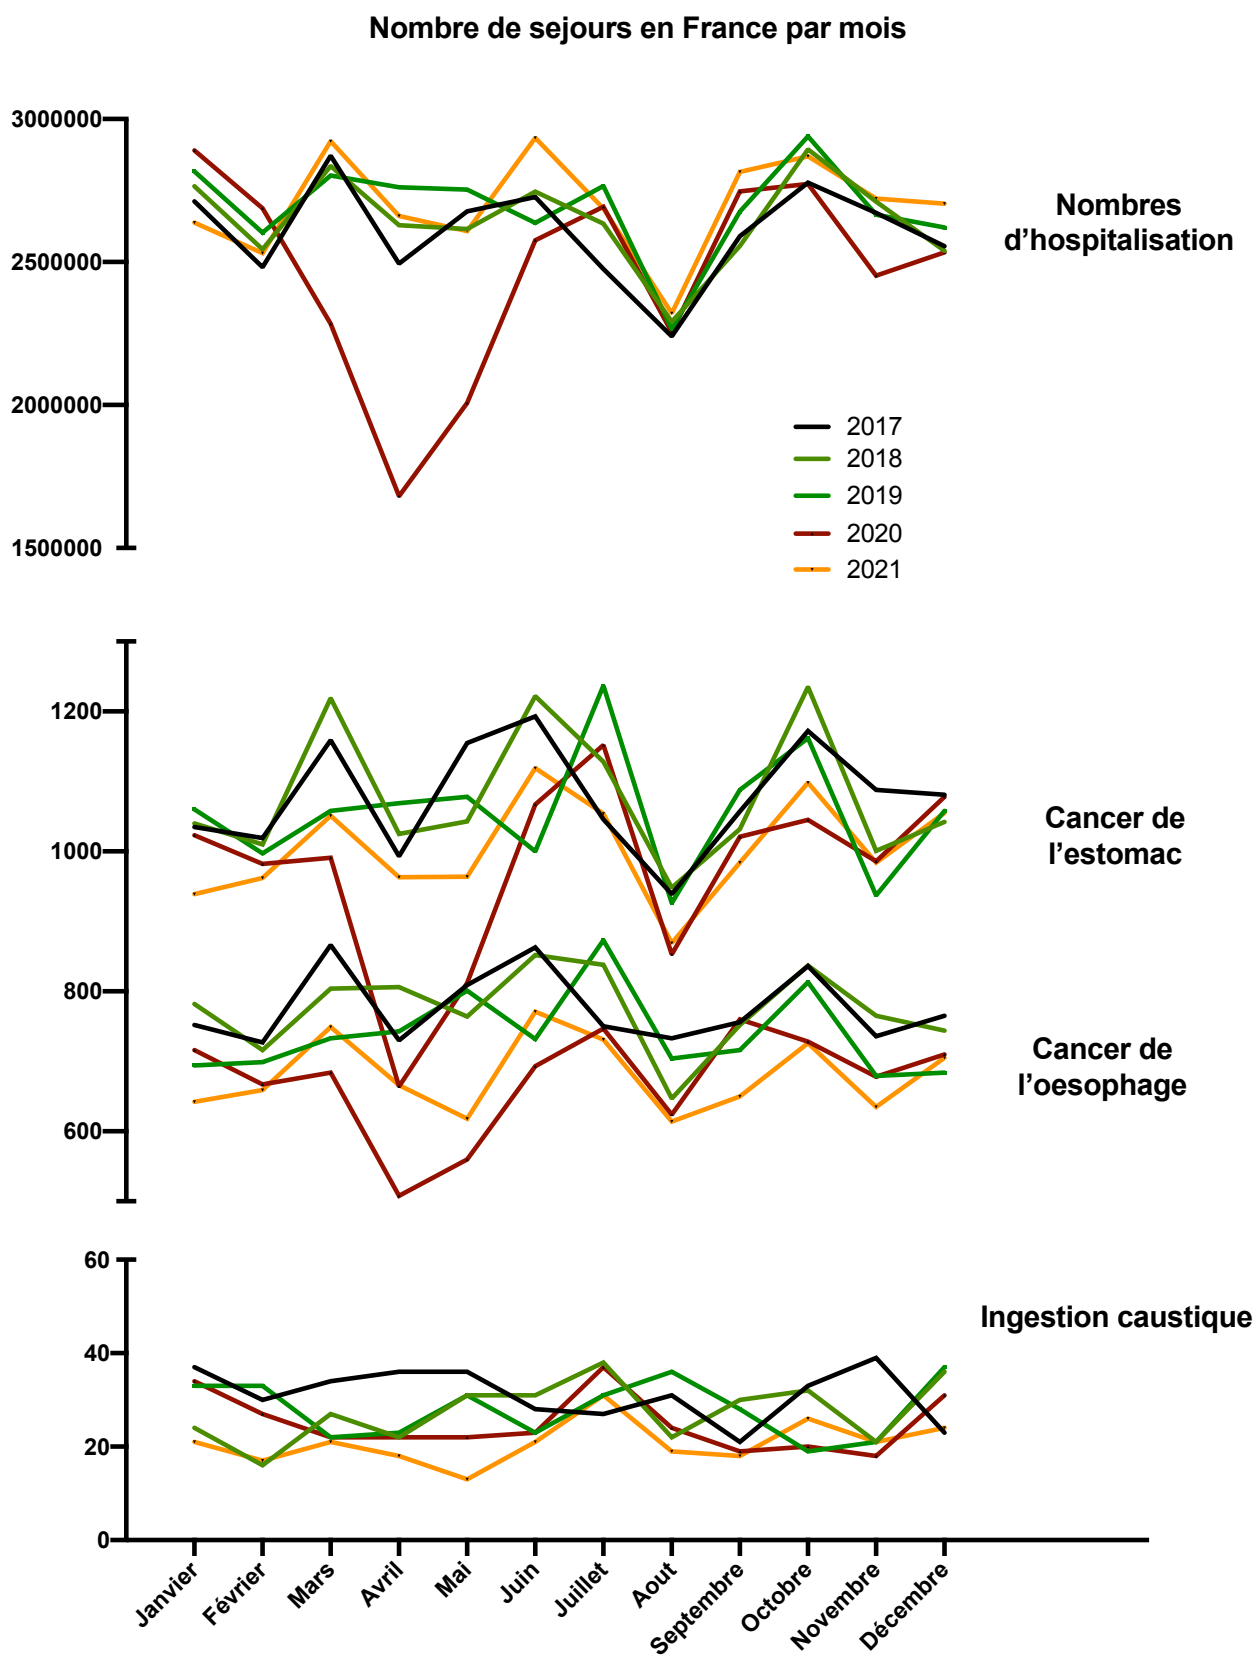 Nombre de sejours en France par mois
3000000
2500000
2000000
1500000
Nombres
d’hospitalisation
2017
2018
2019
2020
2021
1200
1000
800
600
Cancer de
l’estomac
Cancer de
l’oesophage
60
40
20
0
Ingestion caustique
Janvier
Février
Mars
Avril
Mai
Juin
Juillet
Aout
Septembre
Octobre
Novembre
Décembre